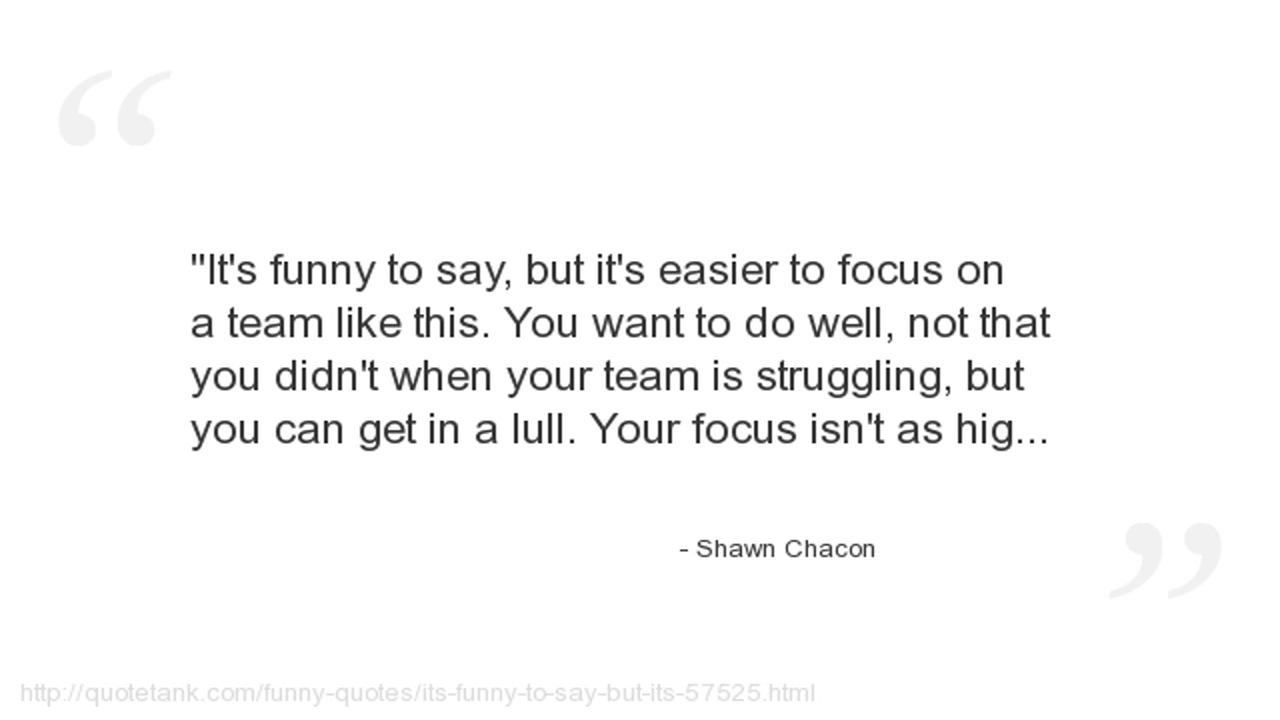 "It's funny to say, but it's easier to focus on
a team like this. You want to do well, not that
you didn't when your team is struggling, but
you can get in a lull. Your focus isn't as hig...
- Shawn Chacon
http://quotetank.com/funny-quotes/its-funny-to-say-but-its-57525.html